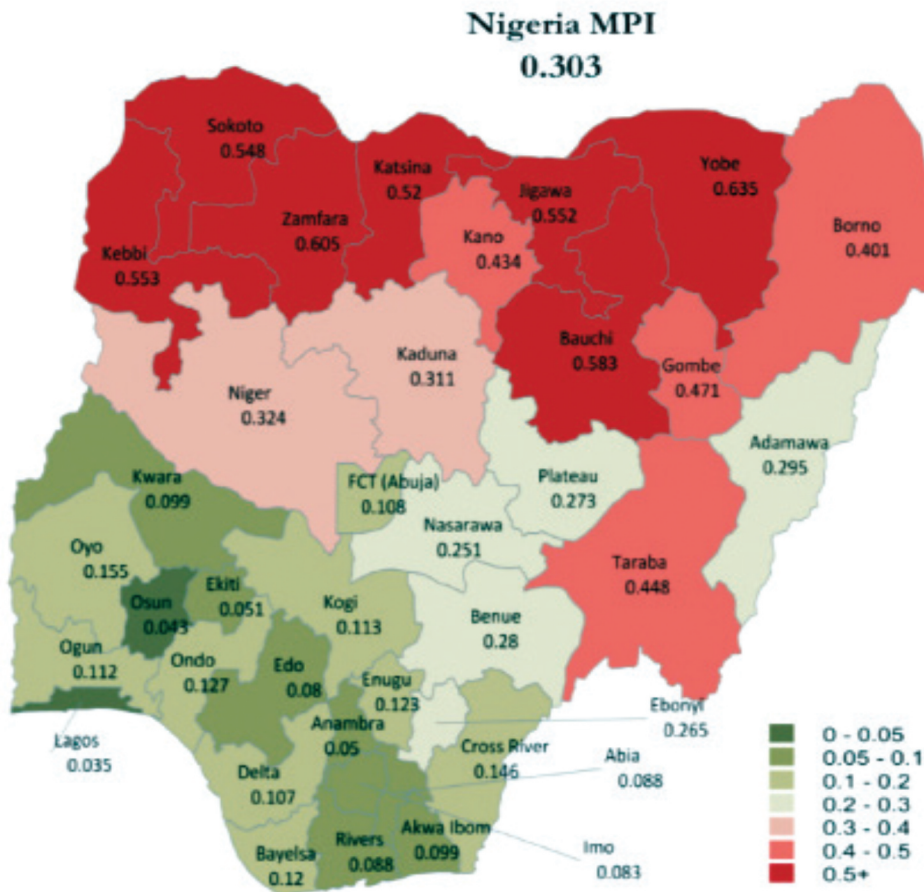 Nigeria MPI
0.303
Sokoto
0.548
Katsina
0.52
Yobe
0.635
Jigawa
0.552
Zamfara
0.605
Borno
0.401
Kano
0.434
Kebbi
0.553
Bauchi
0.583
Kaduna
0.311
Gombe
0.471
Niger
0.324
Adamawa
0.295
Plateau
0.273
Kwara
0.099
FCT (Abuja)
0.108
Nasarawa
0.251
Oyo
0.155
Taraba
0.448
Ekiti
0.051
Osun
0.043
Kogi
0.113
Benue
0.28
Ogun
0.112
Ondo
0.127
Edo
0.08
Enugu
0.123
Ebonyi
0.265
Anambra
0.05
Lagos
0.035
Cross River
0.146
Abia
0.088
Delta
0.107
Akwa Ibom
0.099
Rivers
0.088
Imo
0.083
Bayelsa
0.12
0 - 0.05
0.05 - 0.1
0.1 - 0.2
0.2 - 0.3
0.3 - 0.4
0.4 - 0.5
0.5+